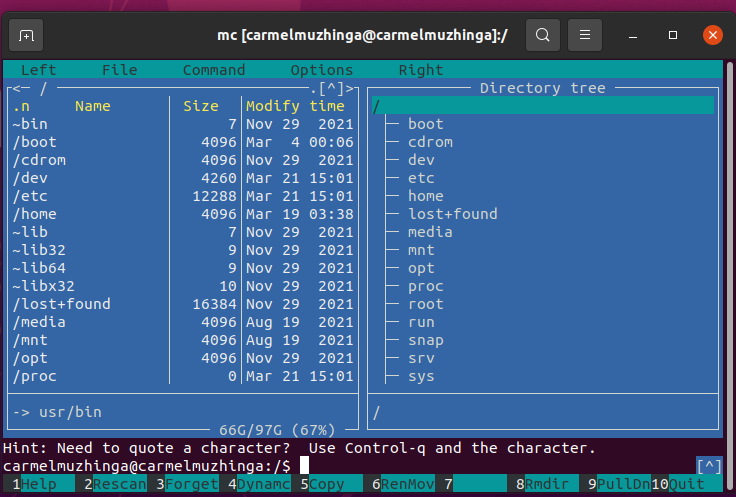 mc [carmelmuzhinga@carmelmuzhinga]:/
Left File Command Options Right
<─ / .[^]>
.n Name Size Modify time
~bin 7 Nov 29 2021
/boot 4096 Mar 4 00:06
/cdrom 4096 Nov 29 2021
/dev 4260 Mar 21 15:01
/etc 12288 Mar 21 15:01
/home 4096 Mar 19 03:38
~lib 7 Nov 29 2021
~lib32 9 Nov 29 2021
~lib64 9 Nov 29 2021
~libx32 10 Nov 29 2021
/lost+found 16384 Nov 29 2021
/media 4096 Aug 19 2021
/mnt 4096 Aug 19 2021
/opt 4096 Nov 29 2021
/proc 0 Mar 21 15:01
-> usr/bin
66G/97G (67%)
Directory tree
/
boot
cdrom
dev
etc
home
lost+found
media
mnt
opt
proc
root
run
snap
srv
sys
/
Hint: Need to quote a character? Use Control-q and the character.
carmelmuzhinga@carmelmuzhinga:/$ [^]
1Help 2Rescan 3Forget 4Dynamc 5Copy 6RenMov 7 8Rmdir 9PullDn 10Quit